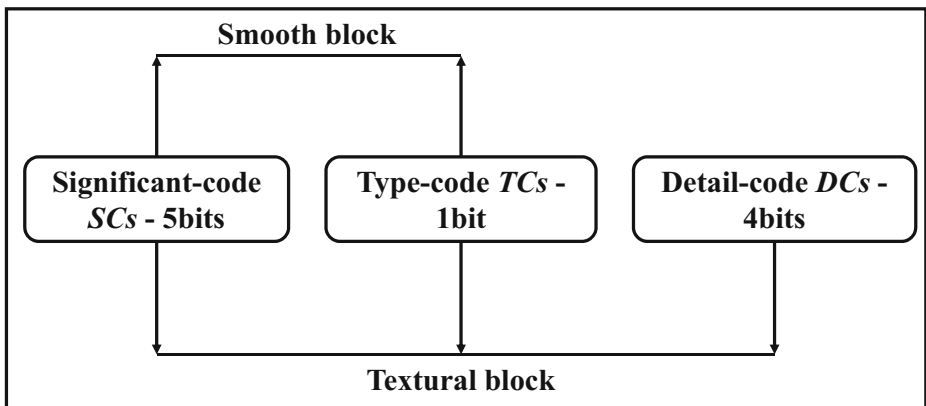 Smooth block
Significant-code
SCs - 5bits
Type-code TCs -
1bit
Detail-code DCs -
4bits
Textural block